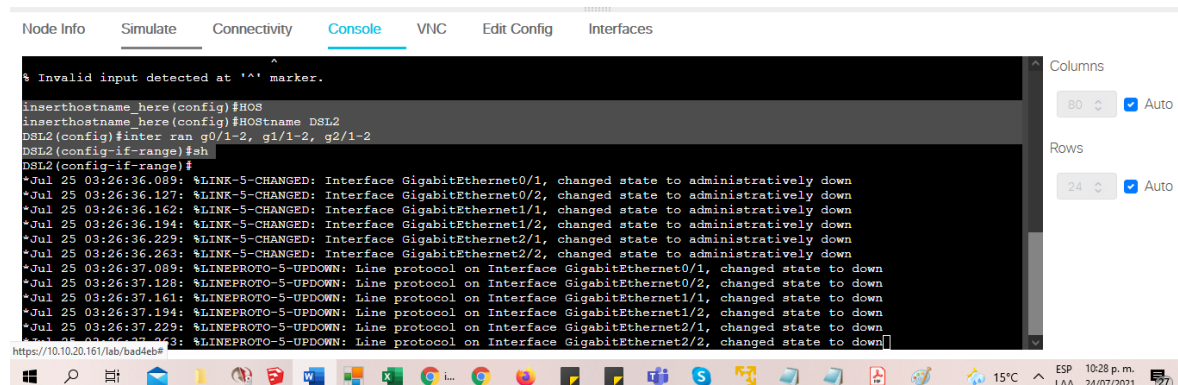 Node Info Simulate Connectivity Console VNC Edit Config Interfaces
^
% Invalid input detected at '^' marker.
inserthostname_here(config)#HOS
inserthostname_here(config)#HOStname DSL2
DSL2(config)#inter ran g0/1-2, g1/1-2, g2/1-2
DSL2(config-if-range)#sh
DSL2(config-if-range)#
*Jul 25 03:26:36.089: %LINK-5-CHANGED: Interface GigabitEthernet0/1, changed state to administratively down
*Jul 25 03:26:36.127: %LINK-5-CHANGED: Interface GigabitEthernet0/2, changed state to administratively down
*Jul 25 03:26:36.162: %LINK-5-CHANGED: Interface GigabitEthernet1/1, changed state to administratively down
*Jul 25 03:26:36.194: %LINK-5-CHANGED: Interface GigabitEthernet1/2, changed state to administratively down
*Jul 25 03:26:36.229: %LINK-5-CHANGED: Interface GigabitEthernet2/1, changed state to administratively down
*Jul 25 03:26:36.263: %LINK-5-CHANGED: Interface GigabitEthernet2/2, changed state to administratively down
*Jul 25 03:26:37.089: %LINEPROTO-5-UPDOWN: Line protocol on Interface GigabitEthernet0/1, changed state to down
*Jul 25 03:26:37.128: %LINEPROTO-5-UPDOWN: Line protocol on Interface GigabitEthernet0/2, changed state to down
*Jul 25 03:26:37.161: %LINEPROTO-5-UPDOWN: Line protocol on Interface GigabitEthernet1/1, changed state to down
*Jul 25 03:26:37.194: %LINEPROTO-5-UPDOWN: Line protocol on Interface GigabitEthernet1/2, changed state to down
*Jul 25 03:26:37.229: %LINEPROTO-5-UPDOWN: Line protocol on Interface GigabitEthernet2/1, changed state to down
*Jul 25 03:26:37.263: %LINEPROTO-5-UPDOWN: Line protocol on Interface GigabitEthernet2/2, changed state to down
Columns
80 Auto
Rows
24 Auto
https://10.10.20.161/lab/bad4eb#
15°C ESP 10:28 p. m.
LAA 24/07/2021 27